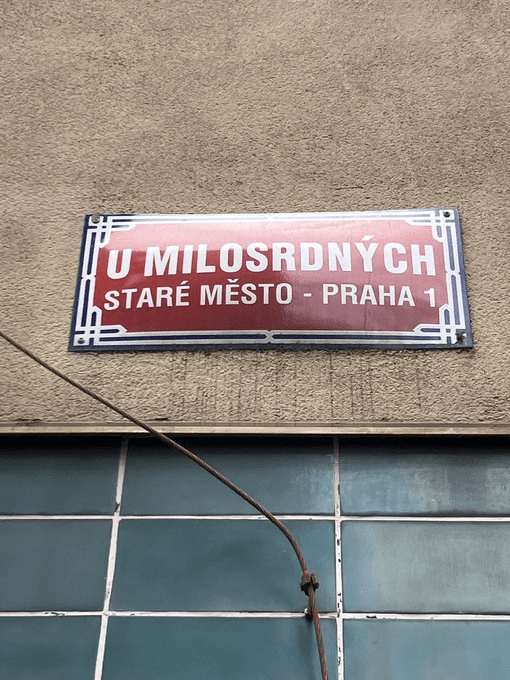 U MILOSRDNÝCH
STARÉ MĚSTO - PRAHA 1